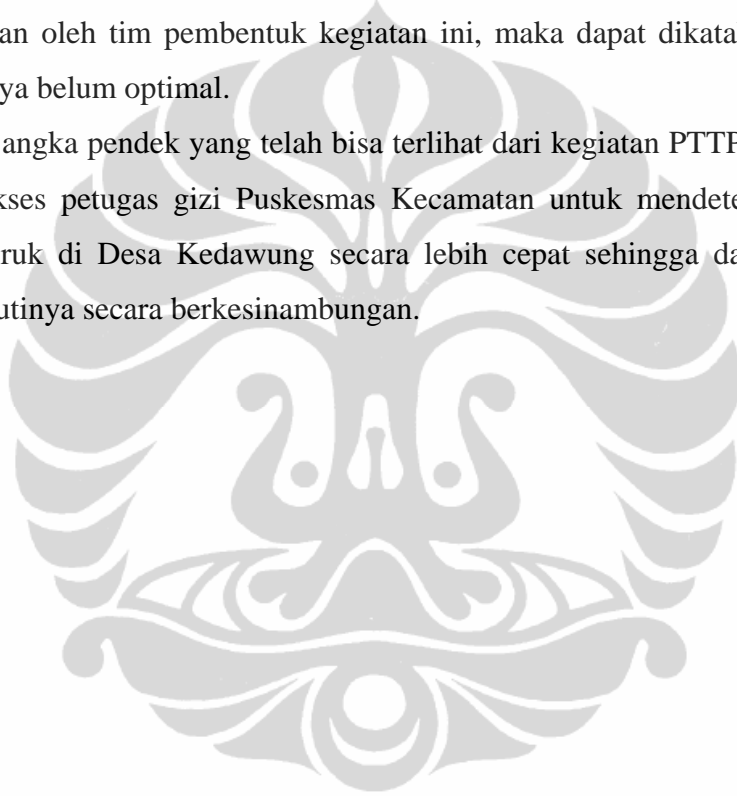 an oleh tim pembentuk kegiatan ini, maka dapat dikatak
ya belum optimal.
angka pendek yang telah bisa terlihat dari kegiatan PTTP
kses petugas gizi Puskesmas Kecamatan untuk mendete
ruk di Desa Kedawung secara lebih cepat sehingga da
utinya secara berkesinambungan.